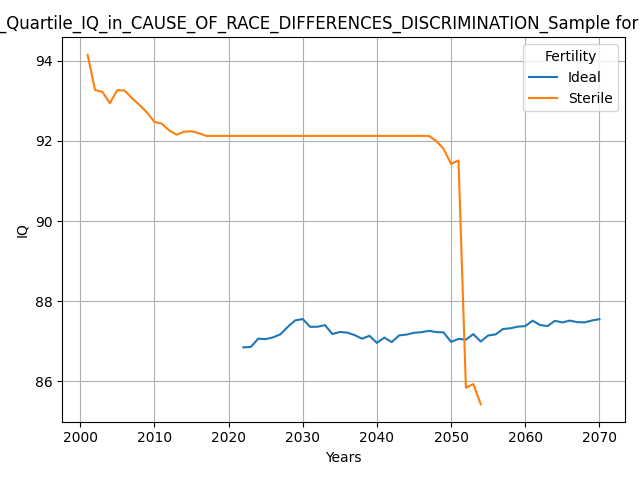 _Quartile_IQ_in_CAUSE_OF_RACE_DIFFERENCES_DISCRIMINATION_Sample for
Fertility
Ideal
Sterile
94
92
90
88
86
IQ
2000 2010 2020 2030 2040 2050 2060 2070
Years